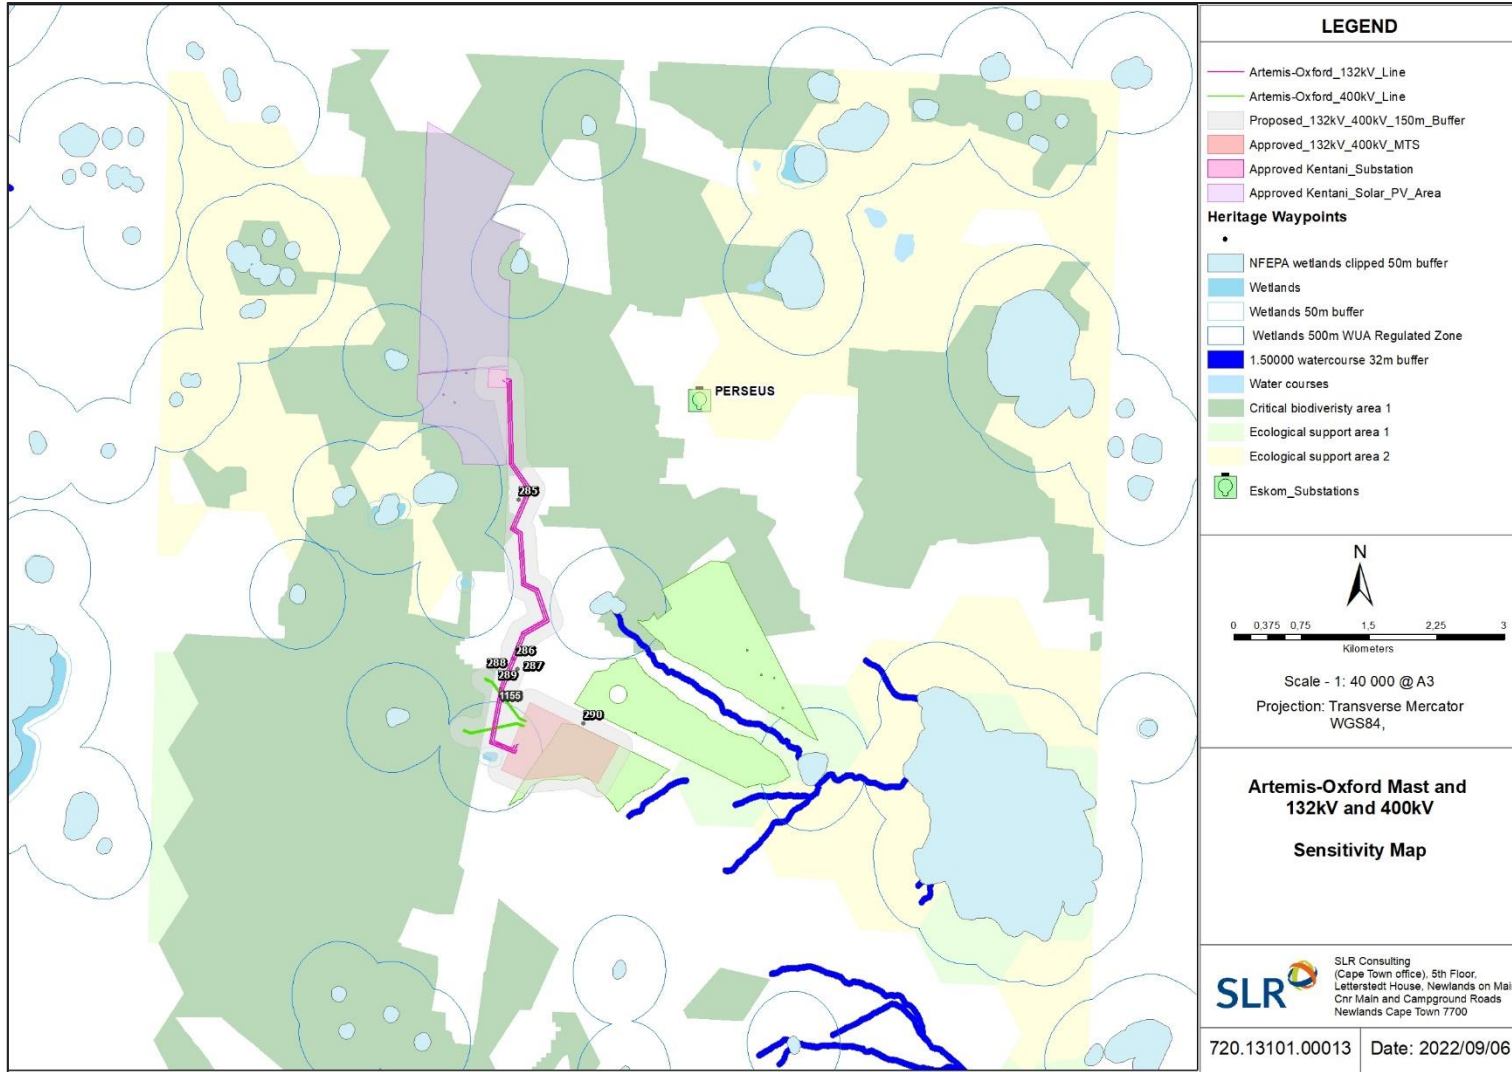 PERSEUS
285
286
288
287
289
1155
290
LEGEND
Artemis-Oxford_132kV_Line
Artemis-Oxford_400kV_Line
Proposed_132kV_400kV_150m_Buffer
Approved_132kV_400kV_MTS
Approved Kentani_Substation
Approved Kentani_Solar_PV_Area
Heritage Waypoints
NFEPA wetlands clipped 50m buffer
Wetlands
Wetlands 50m buffer
Wetlands 500m WUA Regulated Zone
1.50000 watercourse 32m buffer
Water courses
Critical biodiveristy area 1
Ecological support area 1
Ecological support area 2
Eskom_Substations
N
0 0,375 0,75 1,5 2,25 3
Kilometers
Scale - 1: 40 000 @ A3
Projection: Transverse Mercator
WGS84,
Artemis-Oxford Mast and
132kV and 400kV
Sensitivity Map
SLR
SLR Consulting
(Cape Town office), 5th Floor,
Letterstedt House, Newlands on Mai
Cnr Main and Campground Roads
Newlands Cape Town 7700
720.13101.00013
Date: 2022/09/06